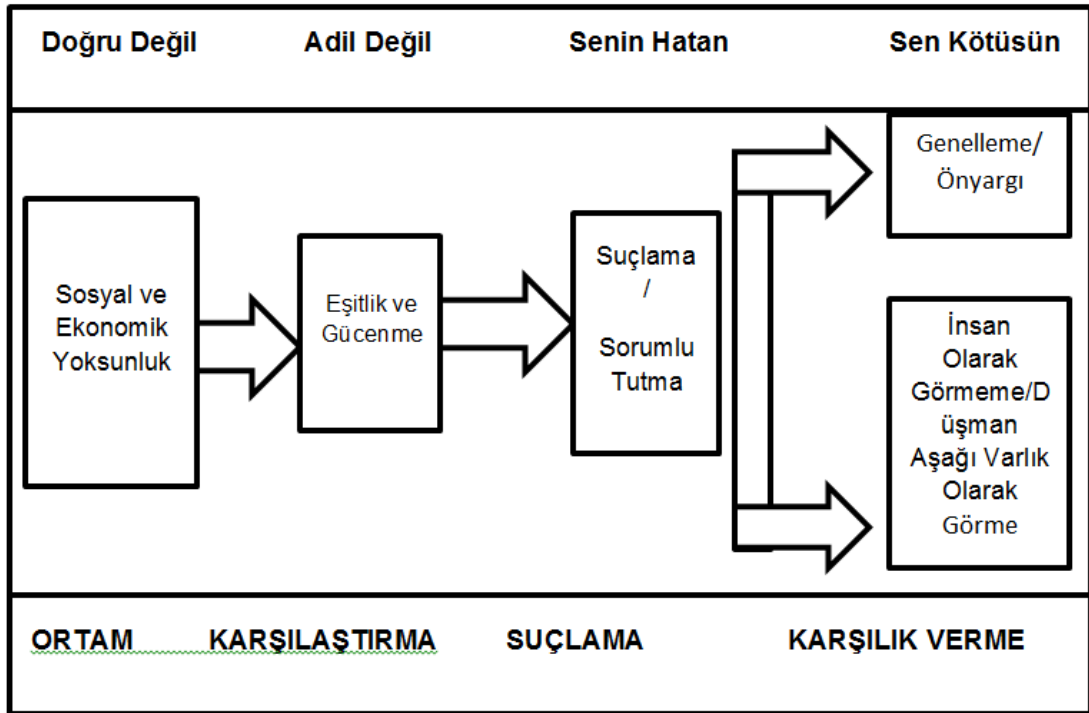 Doğru Değil Adil Değil Senin Hatan Sen Kötüsün
Sosyal ve
Ekonomik
Yoksunluk
Eşitlik ve
Gücenme
Suçlama
/
Sorumlu
Tutma
Genelleme/
Önyargı
İnsan
Olarak
Görmeme/D
üşman
Aşağı Varlık
Olarak
Görme
ORTAM KARŞILAŞTIRMA SUÇLAMA KARŞILIK VERME